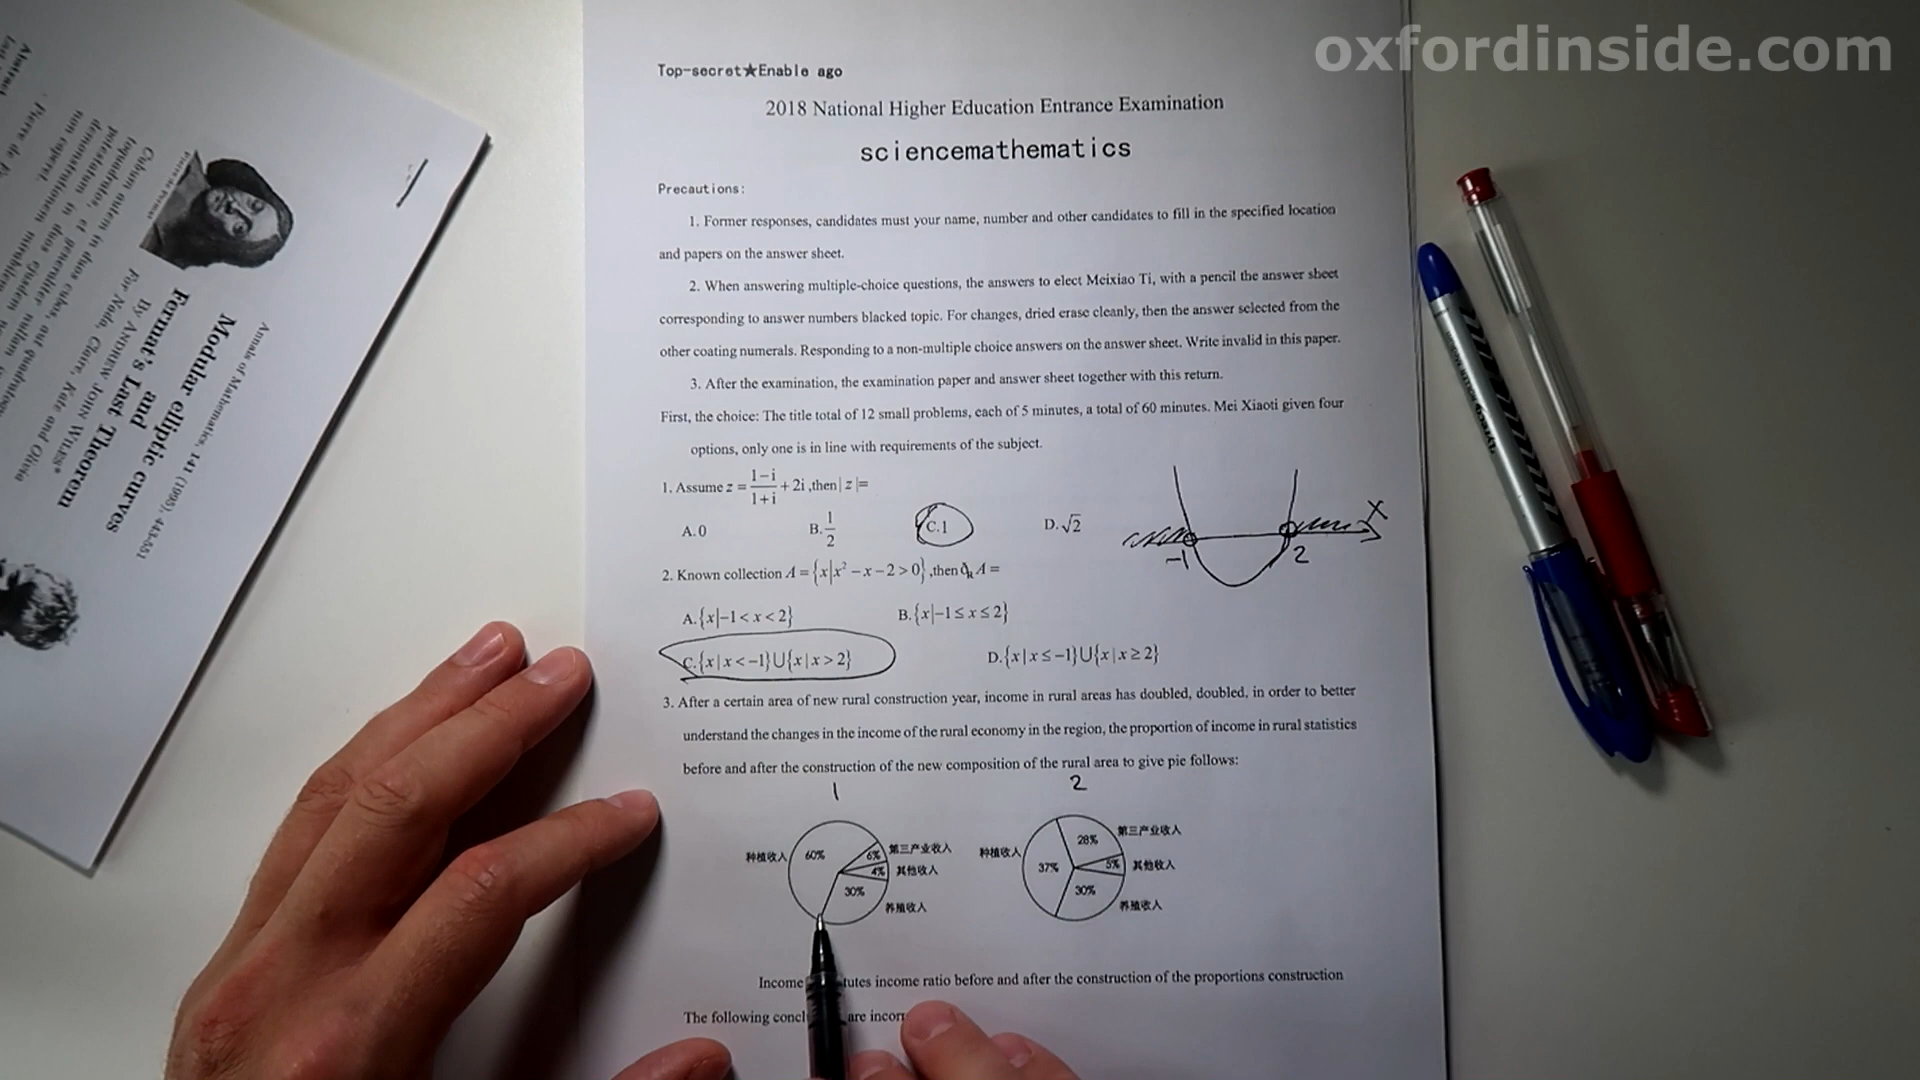 oxfordinside.com
Top-secret★Enable ago
2018 National Higher Education Entrance Examination
sciencemathematics
Precautions:
1. Former responses, candidates must your name, number and other candidates to fill in the specified location
and papers on the answer sheet.
2. When answering multiple-choice questions, the answers to elect Meixiao Ti, with a pencil the answer sheet
corresponding to answer numbers blacked topic. For changes, dried erase cleanly, then the answer selected from the
other coating numerals. Responding to a non-multiple choice answers on the answer sheet. Write invalid in this paper.
3. After the examination, the examination paper and answer sheet together with this return.
First, the choice: The title total of 12 small problems, each of 5 minutes, a total of 60 minutes. Mei Xiaoti given four
options, only one is in line with requirements of the subject.
1. Assume z = (1−i)/(1+i) + 2i ,then | z |=
A. 0 B. 1/2 C. 1 D. √2
X
-1 2
2. Known collection A = {x|x² − x − 2 > 0} ,then ∁ᵣ A =
A. {x|−1 < x < 2} B. {x|−1 ≤ x ≤ 2}
C. {x | x < −1}∪{x | x > 2} D. {x | x ≤ −1}∪{x | x ≥ 2}
3. After a certain area of new rural construction year, income in rural areas has doubled, doubled, in order to better
understand the changes in the income of the rural economy in the region, the proportion of income in rural statistics
before and after the construction of the new composition of the rural area to give pie follows:
1 2
种植收入 60% 6% 第三产业收入
4% 其他收入
30% 养殖收入
种植收入 37% 28% 第三产业收入
5% 其他收入
30% 养殖收入
Income income ratio before and after the construction of the proportions construction
The following are
Annals of Mathematics, 141 (1995), 443-551
Modular elliptic curves
and
Fermat's Last Theorem
By ANDREW JOHN WILES*
For Nada, Clare, Kate and Olivia
Pierre de Fermat
Cubum autem in duos cubos, aut quadratoquadratum